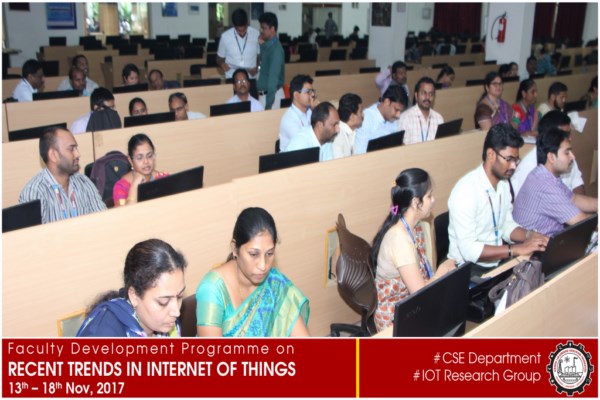 Faculty Development Programme on
RECENT TRENDS IN INTERNET OF THINGS
13th – 18th Nov, 2017
#CSE Department
#IOT Research Group